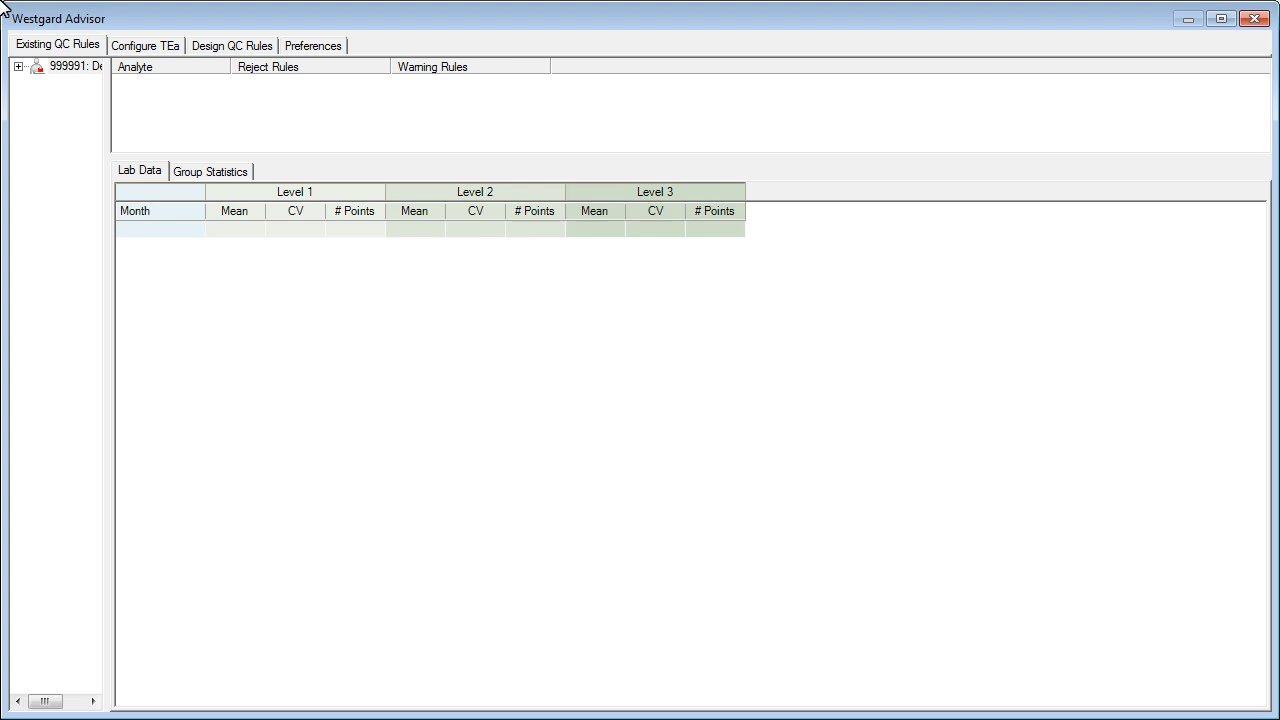 Westgard Advisor
Existing QC Rules Configure TEa Design QC Rules Preferences
999991: De
Analyte Reject Rules Warning Rules
Lab Data Group Statistics
Level 1 Level 2 Level 3
Month Mean CV # Points Mean CV # Points Mean CV # Points